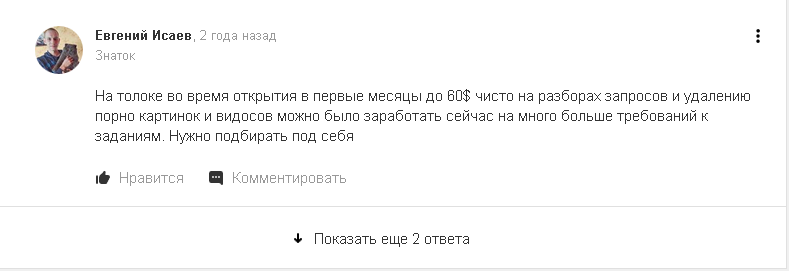 Евгений Исаев, 2 года назад
Знаток
На толоке во время открытия в первые месяцы до 60$ чисто на разборах запросов и удалению
порно картинок и видосов можно было заработать сейчас на много больше требований к
заданиям. Нужно подбирать под себя
Нравится Комментировать
Показать еще 2 ответа